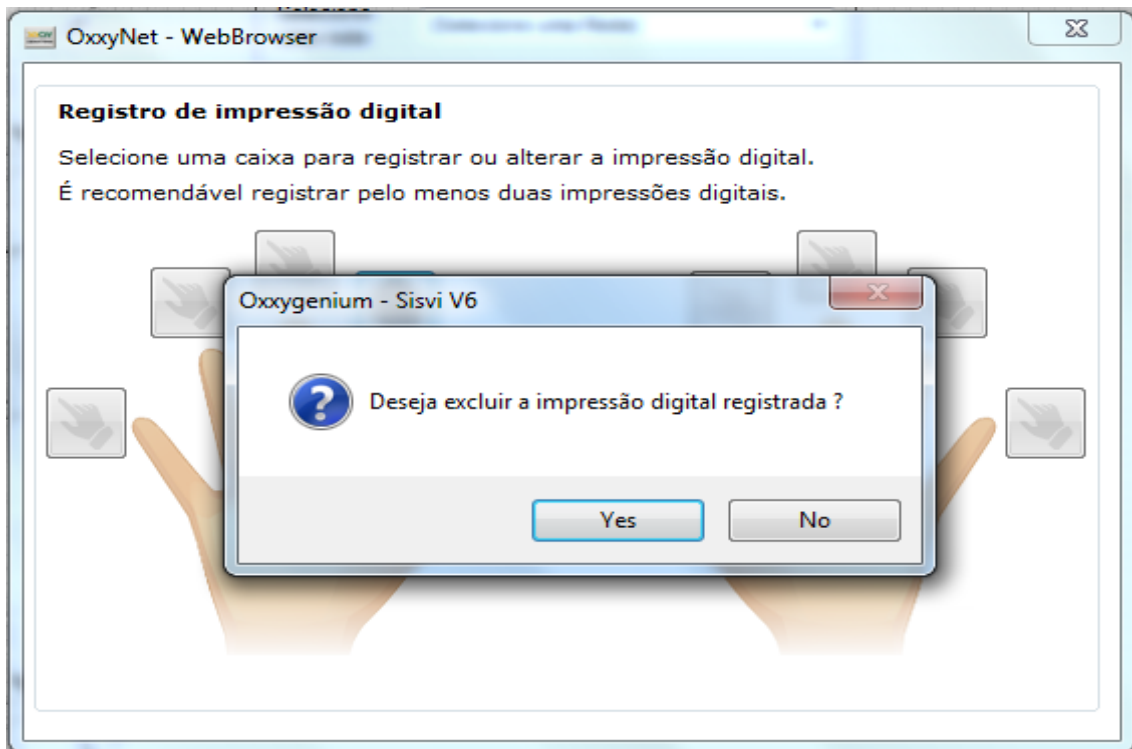 OxxyNet - WebBrowser
Registro de impressão digital
Selecione uma caixa para registrar ou alterar a impressão digital.
É recomendável registrar pelo menos duas impressões digitais.
Oxxygenium - Sisvi V6
Deseja excluir a impressão digital registrada ?
Yes
No